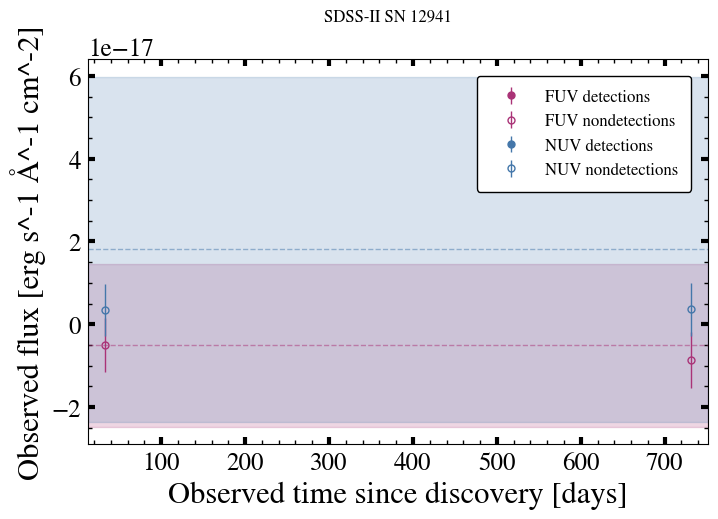 SDSS-II SN 12941
1e−17
6
4
2
0
−2
Observed flux [erg s^-1 Å^-1 cm^-2]
FUV detections
FUV nondetections
NUV detections
NUV nondetections
100 200 300 400 500 600 700
Observed time since discovery [days]